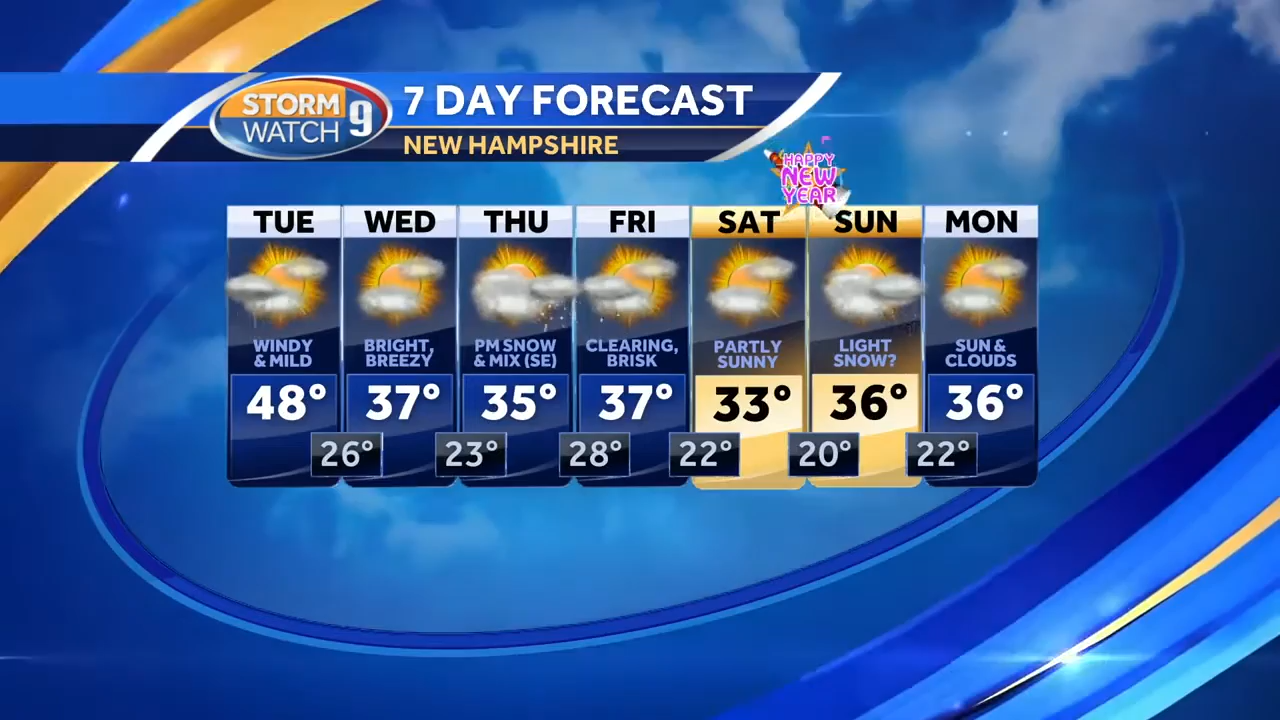 STORM
WATCH 9
7 DAY FORECAST
NEW HAMPSHIRE
HAPPY
NEW
YEAR
TUE WED THU FRI SAT SUN MON
WINDY
& MILD
BRIGHT,
BREEZY
PM SNOW
& MIX (SE)
CLEARING,
BRISK
PARTLY
SUNNY
LIGHT
SNOW?
SUN &
CLOUDS
48° 37° 35° 37° 33° 36° 36°
26° 23° 28° 22° 20° 22°